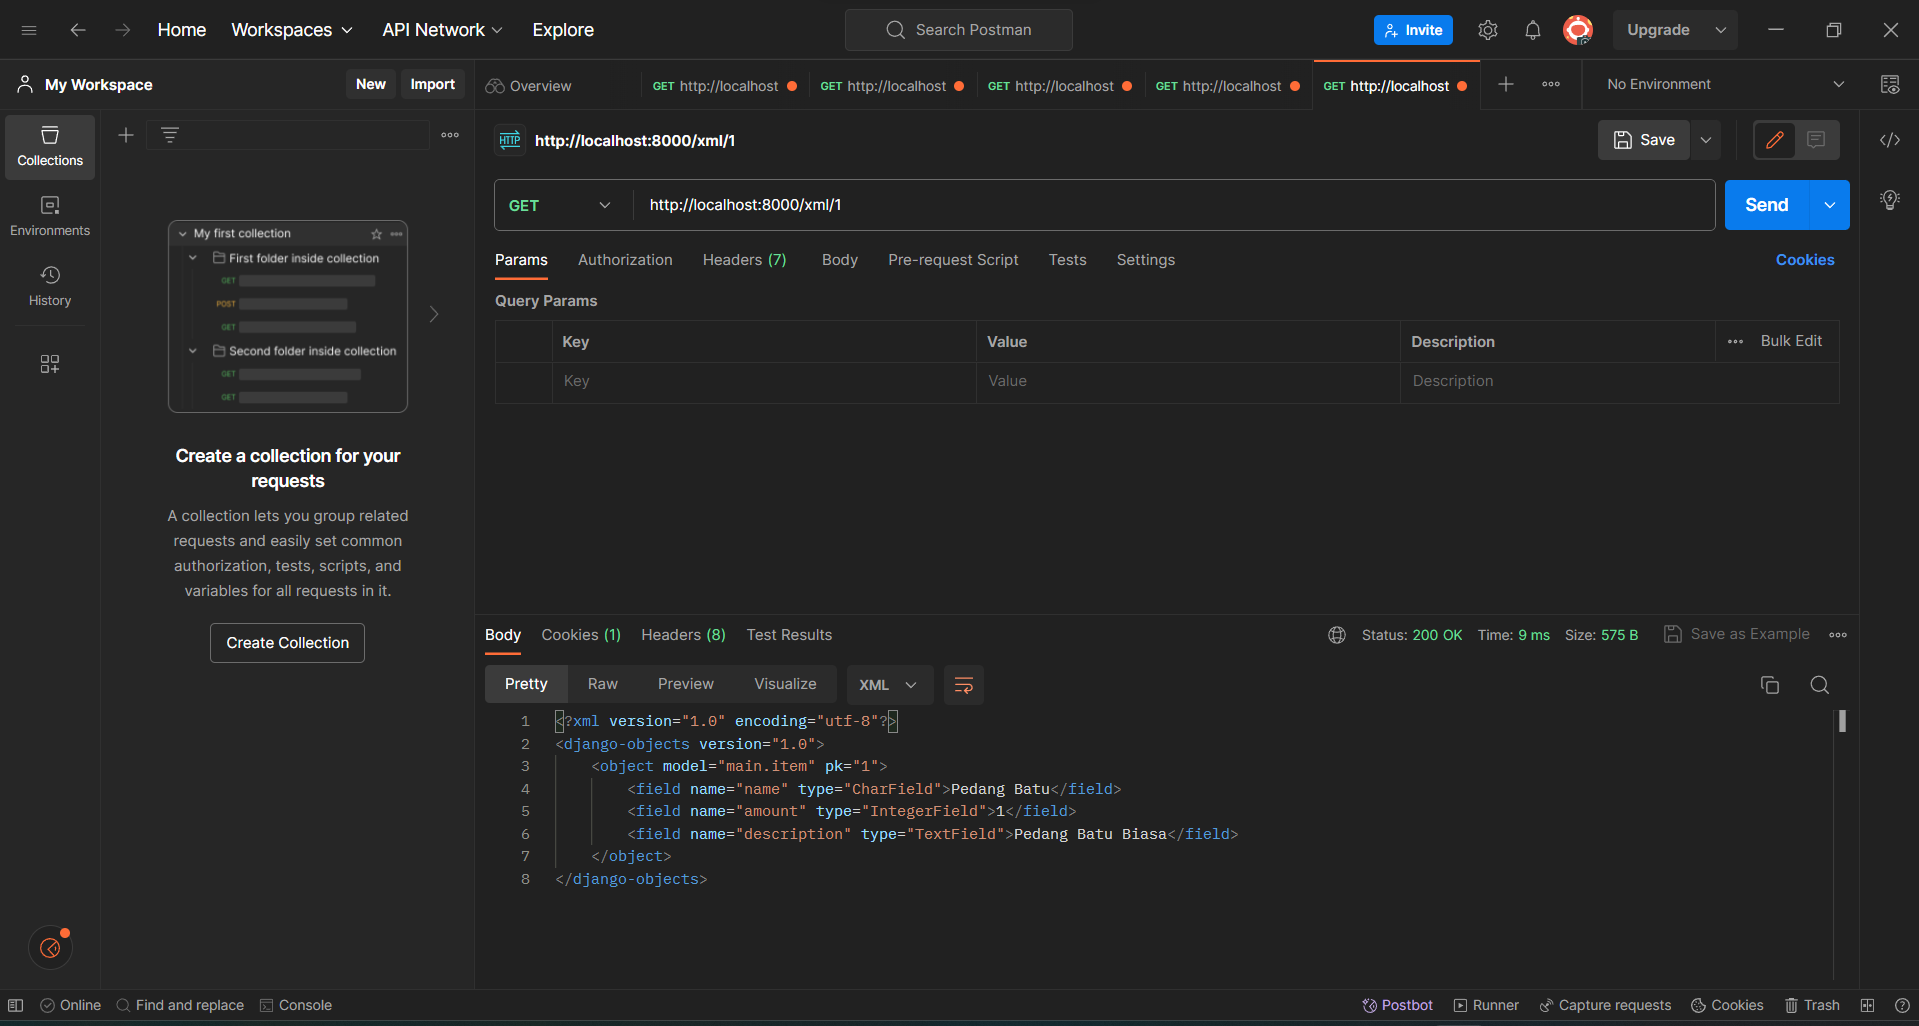 Home Workspaces API Network Explore Search Postman Invite Upgrade
My Workspace New Import Overview GET http://localhost GET http://localhost GET http://localhost GET http://localhost GET http://localhost No Environment
Collections
Environments
History
My first collection
First folder inside collection
GET
POST
GET
Second folder inside collection
GET
GET
Create a collection for your
requests
A collection lets you group related
requests and easily set common
authorization, tests, scripts, and
variables for all requests in it.
Create Collection
HTTP http://localhost:8000/xml/1 Save
GET http://localhost:8000/xml/1 Send
Params Authorization Headers (7) Body Pre-request Script Tests Settings Cookies
Query Params
Key Value Description Bulk Edit
Key Value Description
Body Cookies (1) Headers (8) Test Results Status: 200 OK Time: 9 ms Size: 575 B Save as Example
Pretty Raw Preview Visualize XML
1 <?xml version="1.0" encoding="utf-8"?>
2 <django-objects version="1.0">
3 <object model="main.item" pk="1">
4 <field name="name" type="CharField">Pedang Batu</field>
5 <field name="amount" type="IntegerField">1</field>
6 <field name="description" type="TextField">Pedang Batu Biasa</field>
7 </object>
8 </django-objects>
Online Find and replace Console Postbot Runner Capture requests Cookies Trash